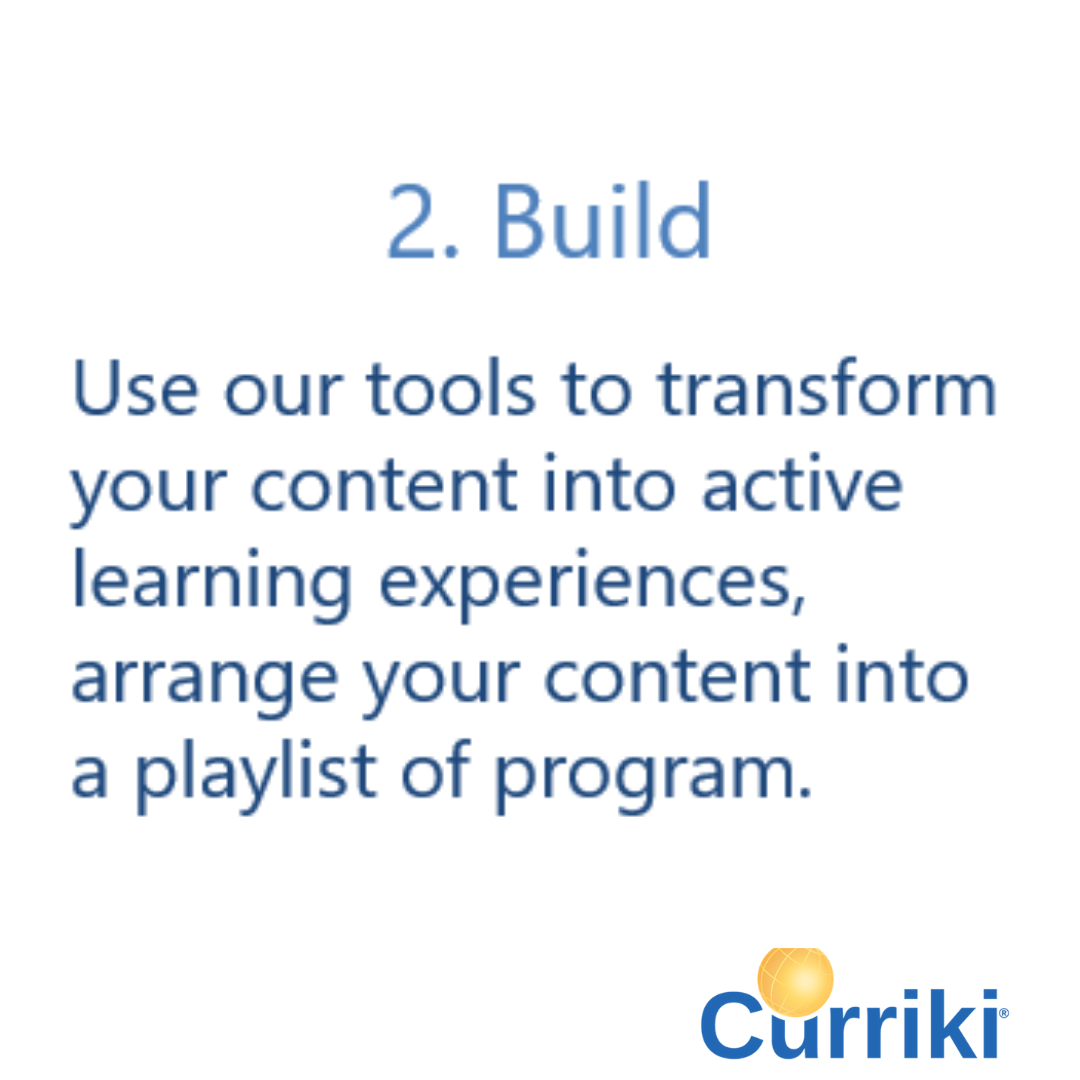 2. Build
Use our tools to transform
your content into active
learning experiences,
arrange your content into
a playlist of program.
Curriki®